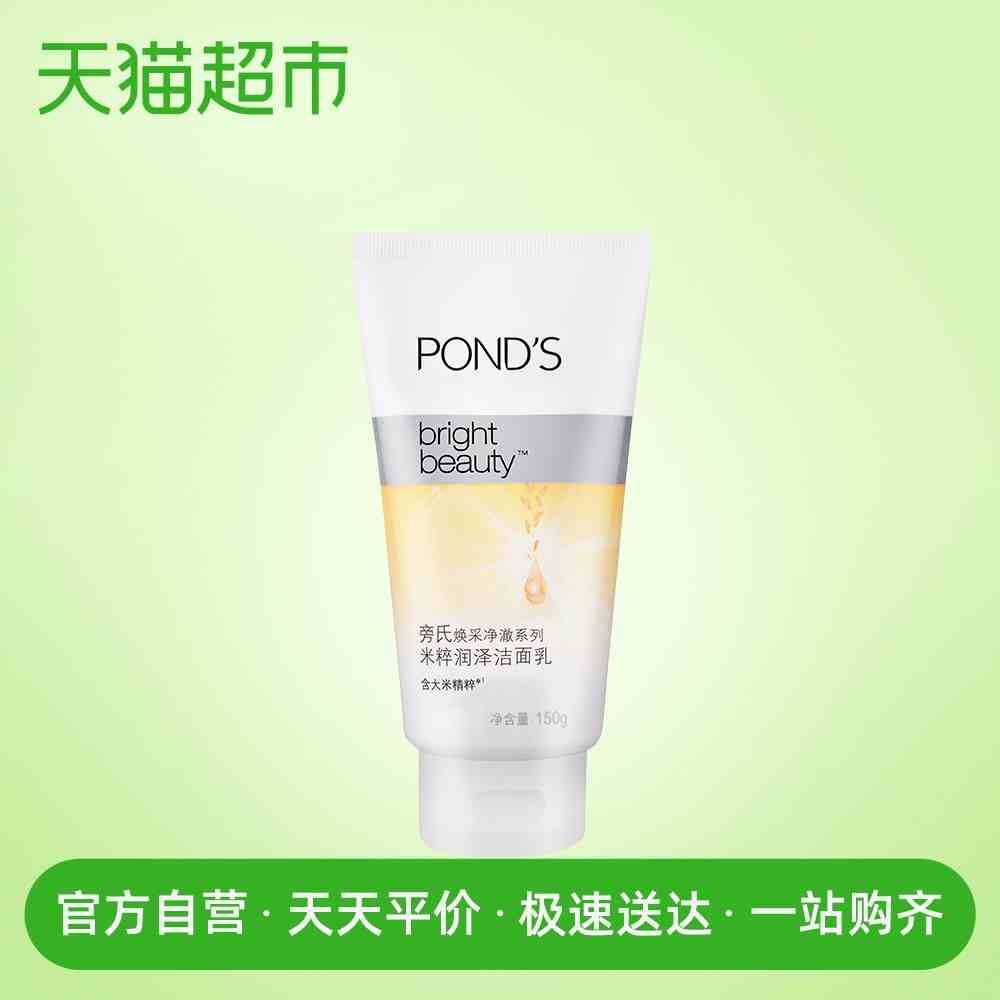 天猫超市
POND'S
bright
beauty™
旁氏焕采净澈系列
米粹润泽洁面乳
含大米精粹*¹
净含量 150g
官方自营·天天平价·极速送达·一站购齐